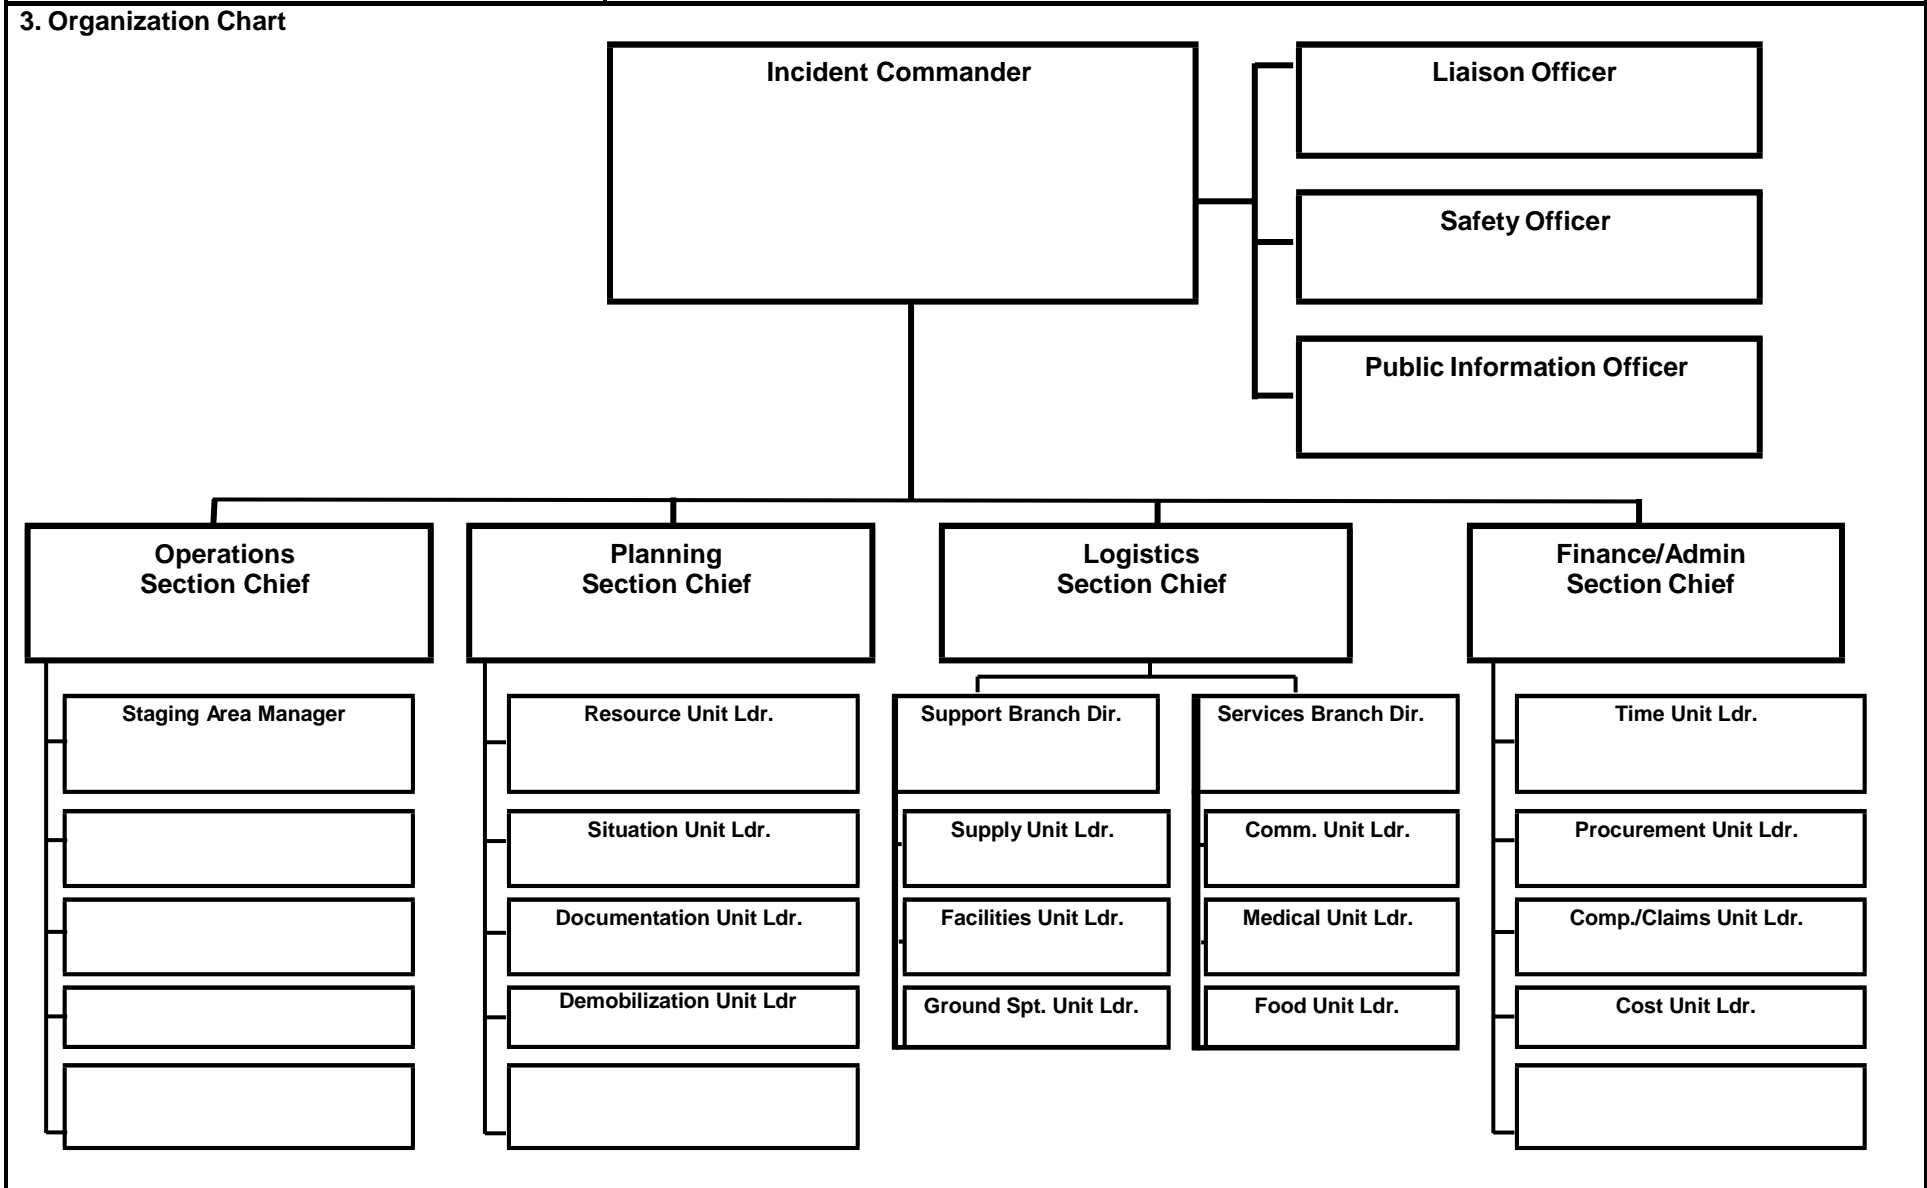 3. Organization Chart
Incident Commander
Liaison Officer
Safety Officer
Public Information Officer
Operations
Section Chief
Planning
Section Chief
Logistics
Section Chief
Finance/Admin
Section Chief
Staging Area Manager
Resource Unit Ldr.
Support Branch Dir.
Services Branch Dir.
Time Unit Ldr.
Situation Unit Ldr.
Supply Unit Ldr.
Comm. Unit Ldr.
Procurement Unit Ldr.
Documentation Unit Ldr.
Facilities Unit Ldr.
Medical Unit Ldr.
Comp./Claims Unit Ldr.
Demobilization Unit Ldr
Ground Spt. Unit Ldr.
Food Unit Ldr.
Cost Unit Ldr.